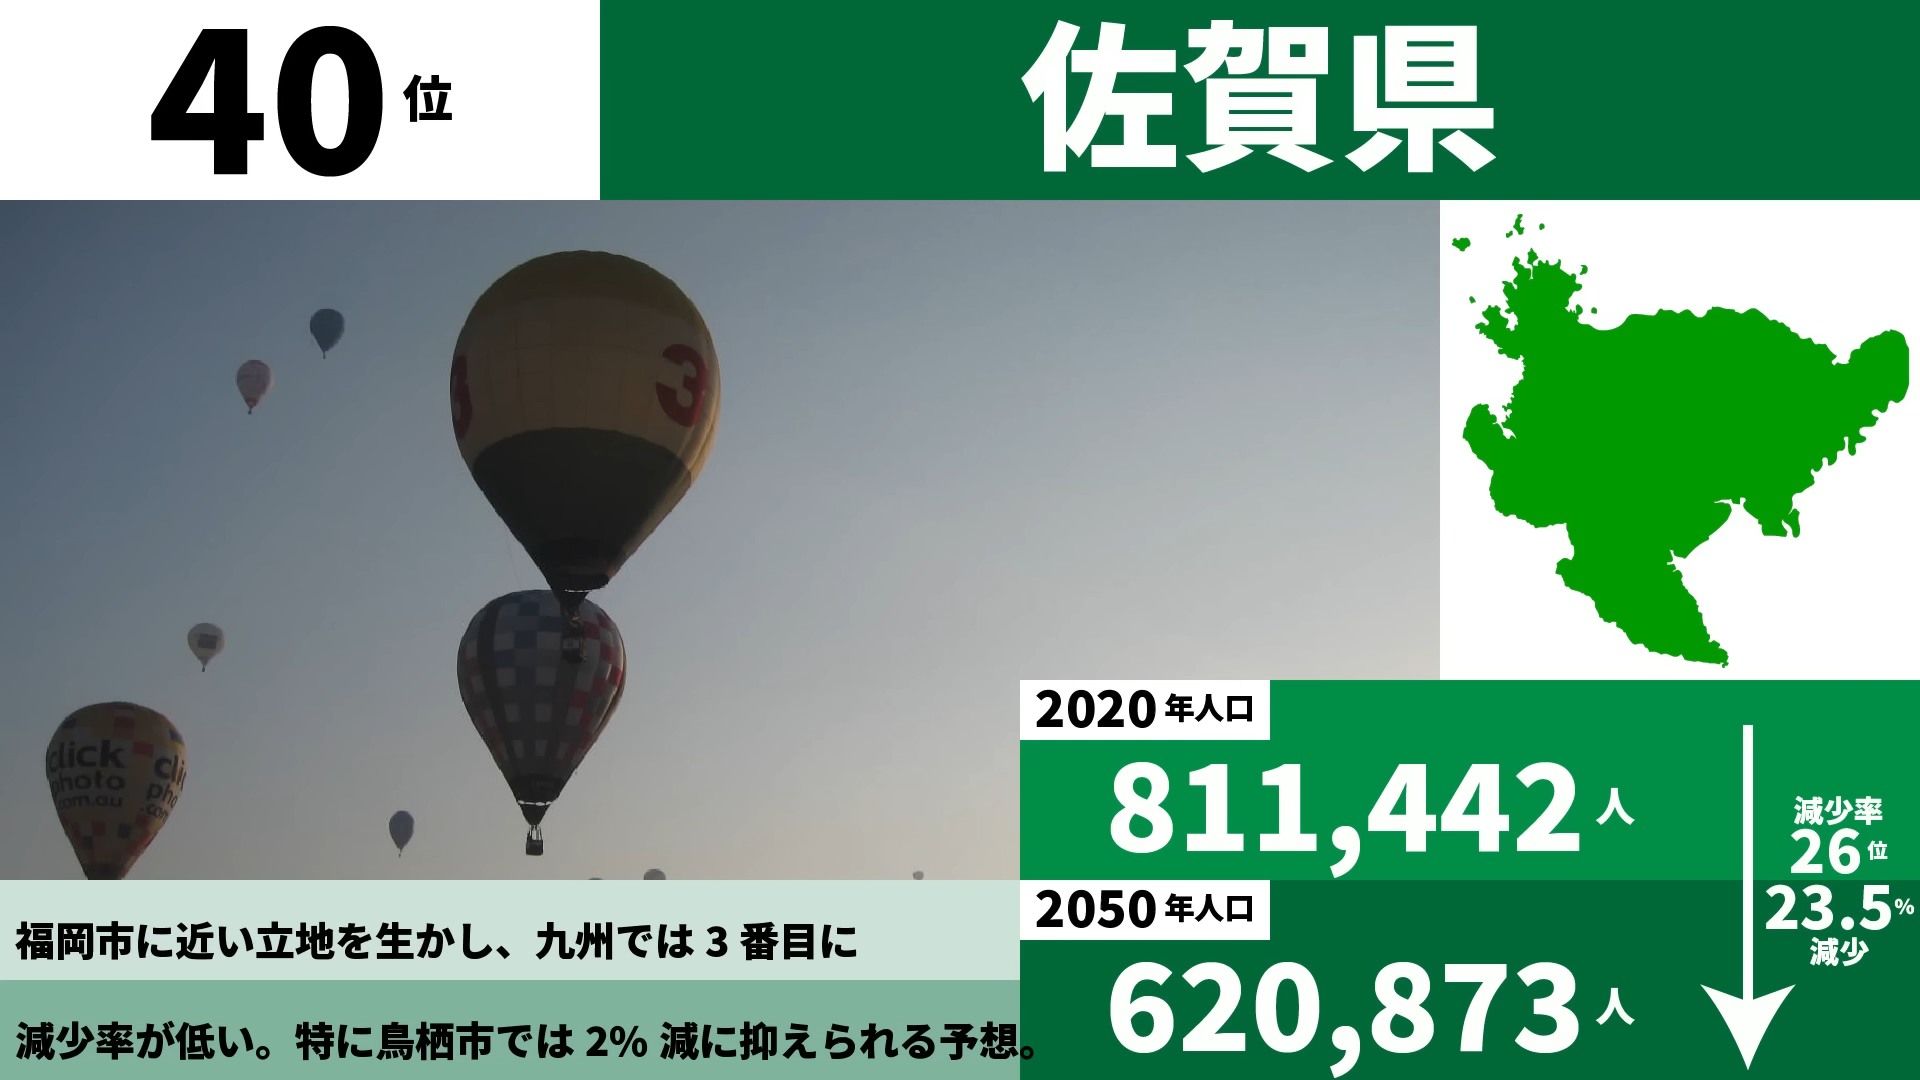 40位
佐賀県
3
3
click
photo
com.au
2020年人口
811,442人
減少率
26位
23.5%
減少
2050年人口
620,873人
福岡市に近い立地を生かし、九州では3番目に
減少率が低い。特に鳥栖市では2%減に抑えられる予想。